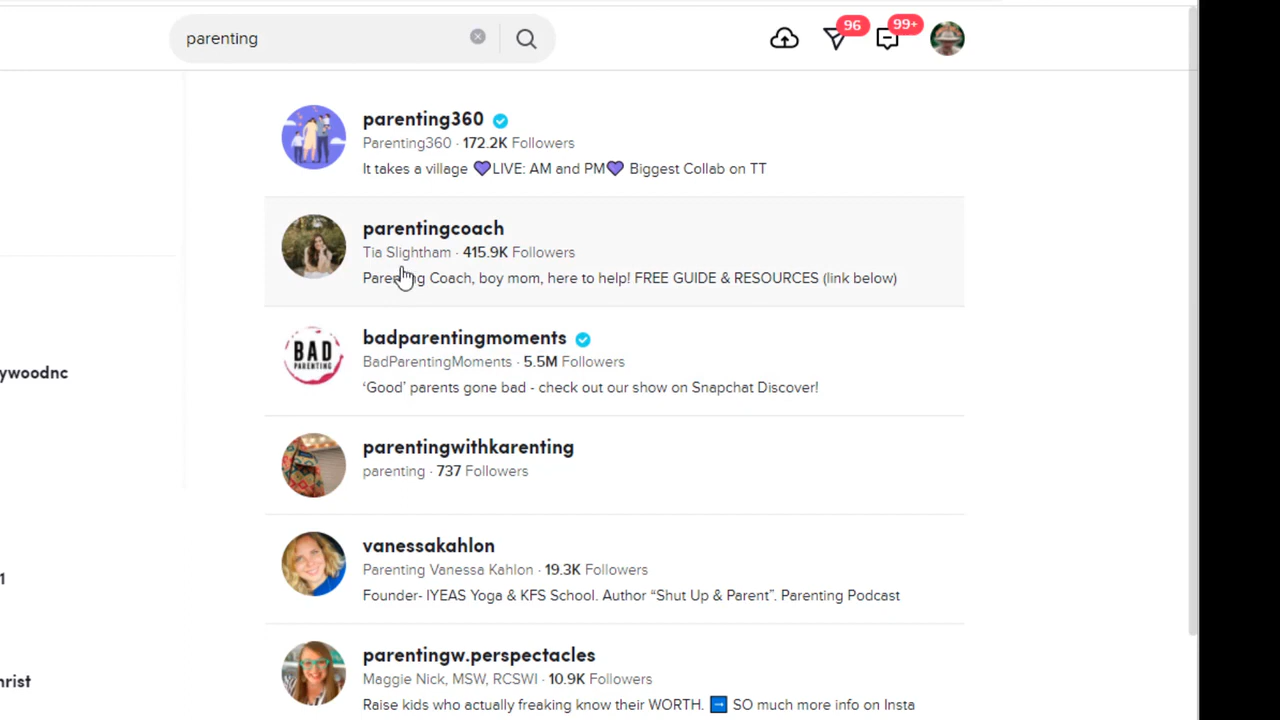 parenting
96
99+
parenting360
Parenting360 · 172.2K Followers
It takes a village 💜LIVE: AM and PM💜 Biggest Collab on TT
parentingcoach
Tia Slightham · 415.9K Followers
Parenting Coach, boy mom, here to help! FREE GUIDE & RESOURCES (link below)
BAD
PARENTING
badparentingmoments
BadParentingMoments · 5.5M Followers
‘Good’ parents gone bad - check out our show on Snapchat Discover!
ywoodnc
parentingwithkarenting
parenting · 737 Followers
vanessakahlon
Parenting Vanessa Kahlon · 19.3K Followers
1
Founder- IYEAS Yoga & KFS School. Author “Shut Up & Parent”. Parenting Podcast
parentingw.perspectacles
Maggie Nick, MSW, RCSWI · 10.9K Followers
hrist
Raise kids who actually freaking know their WORTH. ➡️ SO much more info on Insta